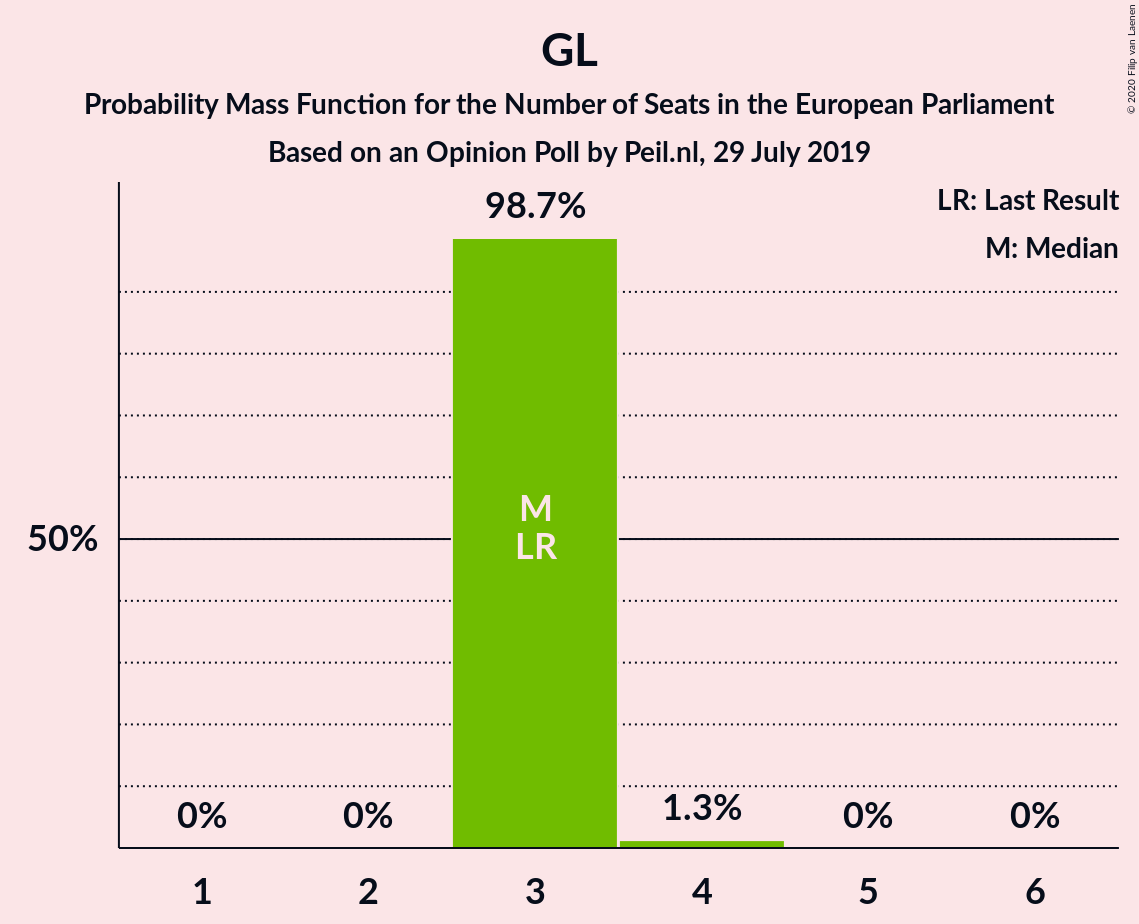 GL
Probability Mass Function for the Number of Seats in the European Parliament
Based on an Opinion Poll by Peil.nl, 29 July 2019
© 2020 Filip van Laenen
LR: Last Result
M: Median
98.7%
M
LR
50%
0%
0%
1.3%
0%
0%
1
2
3
4
5
6